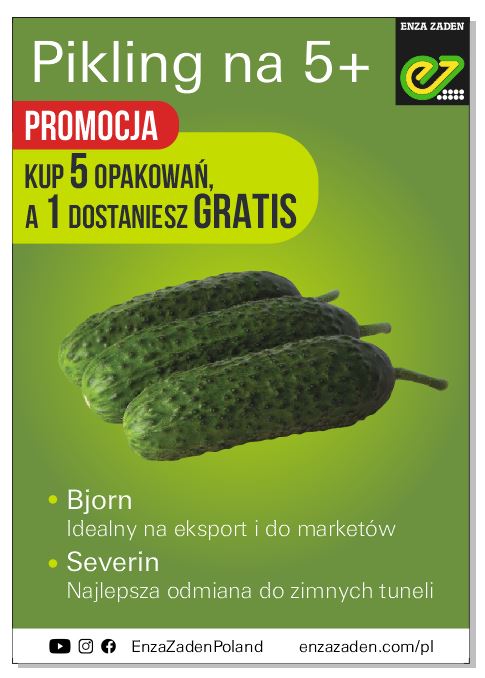 ENZA ZADEN
Pikling na 5+
PROMOCJA
KUP 5 OPAKOWAŃ,
A 1 DOSTANIESZ GRATIS
• Bjorn
Idealny na eksport i do marketów
• Severin
Najlepsza odmiana do zimnych tuneli
EnzaZadenPoland enzazaden.com/pl